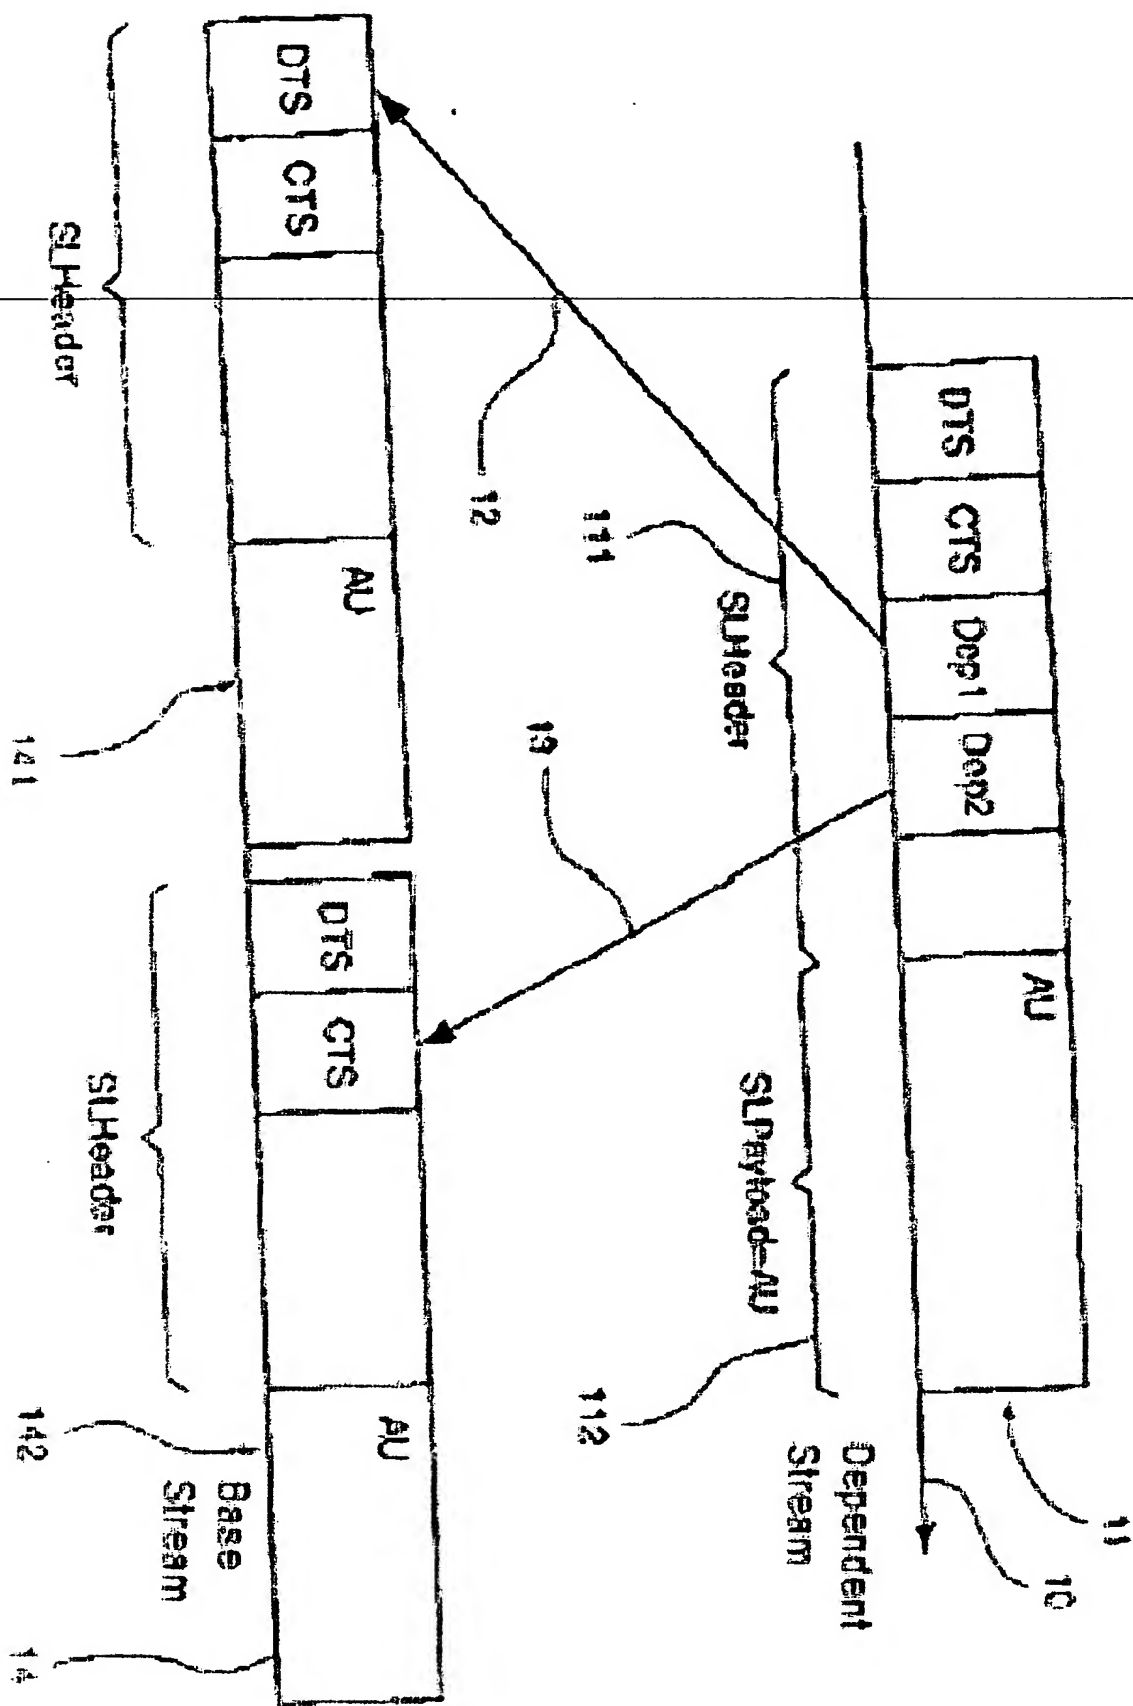 11
10
DTS CTS Dep1 Dep2 AU
Dependent
Stream
111
SLHeader
SLPayload=AU
112
12
13
DTS CTS AU
DTS CTS AU
SLHeader
141
SLHeader
142
Base
Stream
14